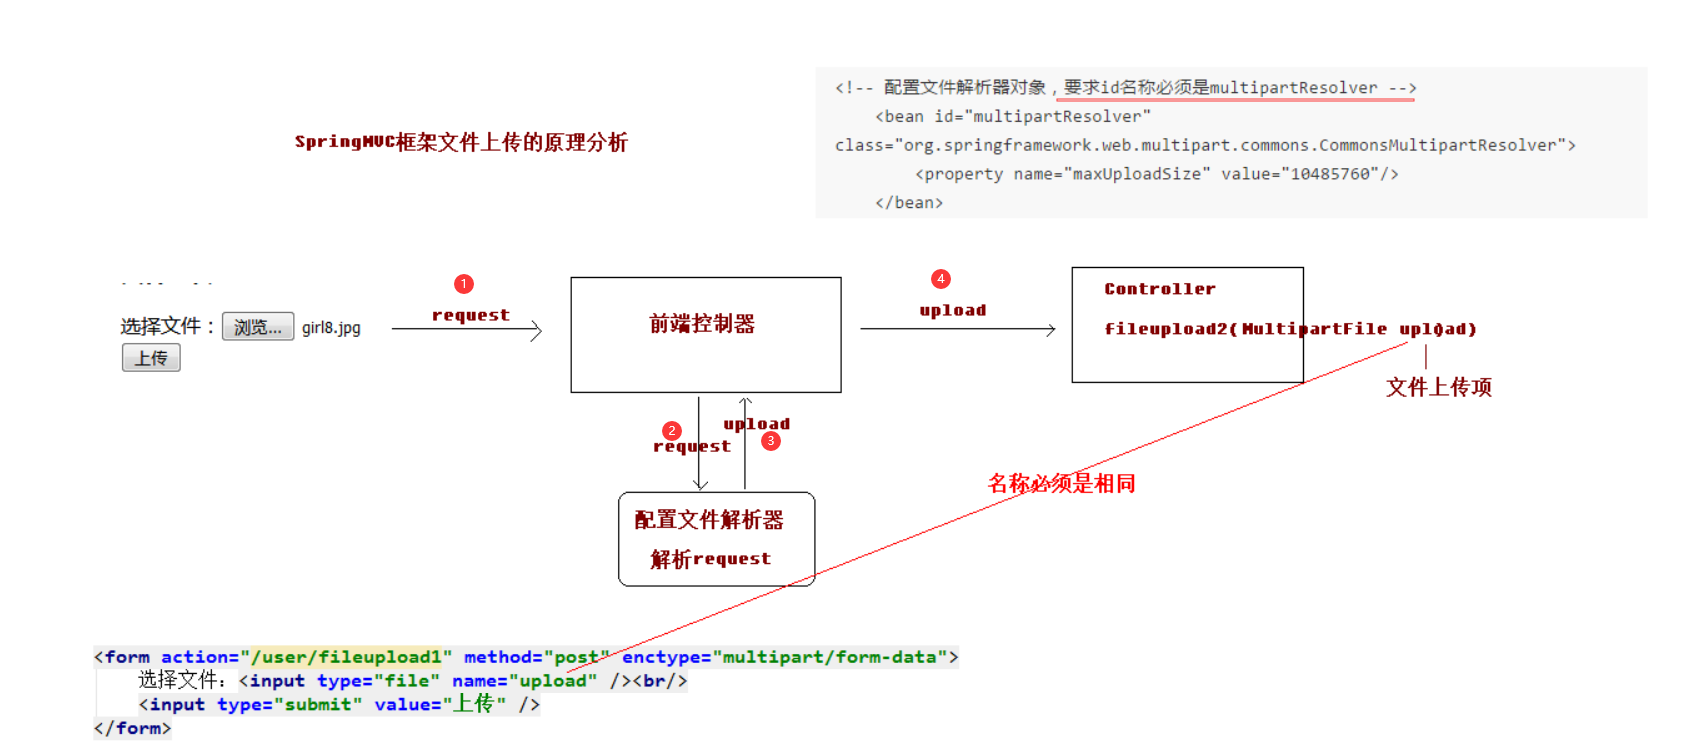 <!-- 配置文件解析器对象，要求id名称必须是multipartResolver -->
<bean id="multipartResolver"
class="org.springframework.web.multipart.commons.CommonsMultipartResolver">
<property name="maxUploadSize" value="10485760"/>
</bean>
SpringMVC框架文件上传的原理分析
选择文件：浏览... girl8.jpg
上传
1
request
前端控制器
4
upload
Controller
fileupload2(MultipartFile upload)
文件上传项
2
request
upload
3
名称必须是相同
配置文件解析器
解析request
<form action="/user/fileupload1" method="post" enctype="multipart/form-data">
选择文件：<input type="file" name="upload" /><br/>
<input type="submit" value="上传" />
</form>